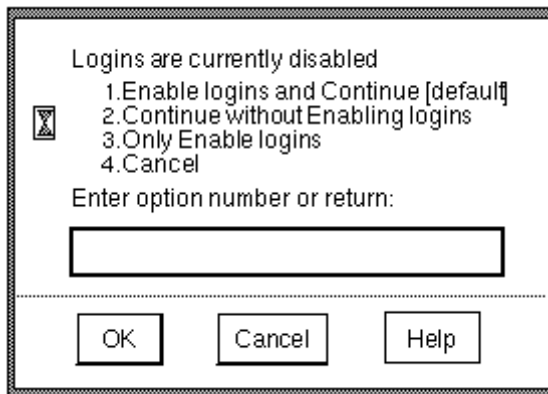 Logins are currently disabled
1.Enable logins and Continue [default]
2.Continue without Enabling logins
3.Only Enable logins
4.Cancel
Enter option number or return:
OK Cancel Help